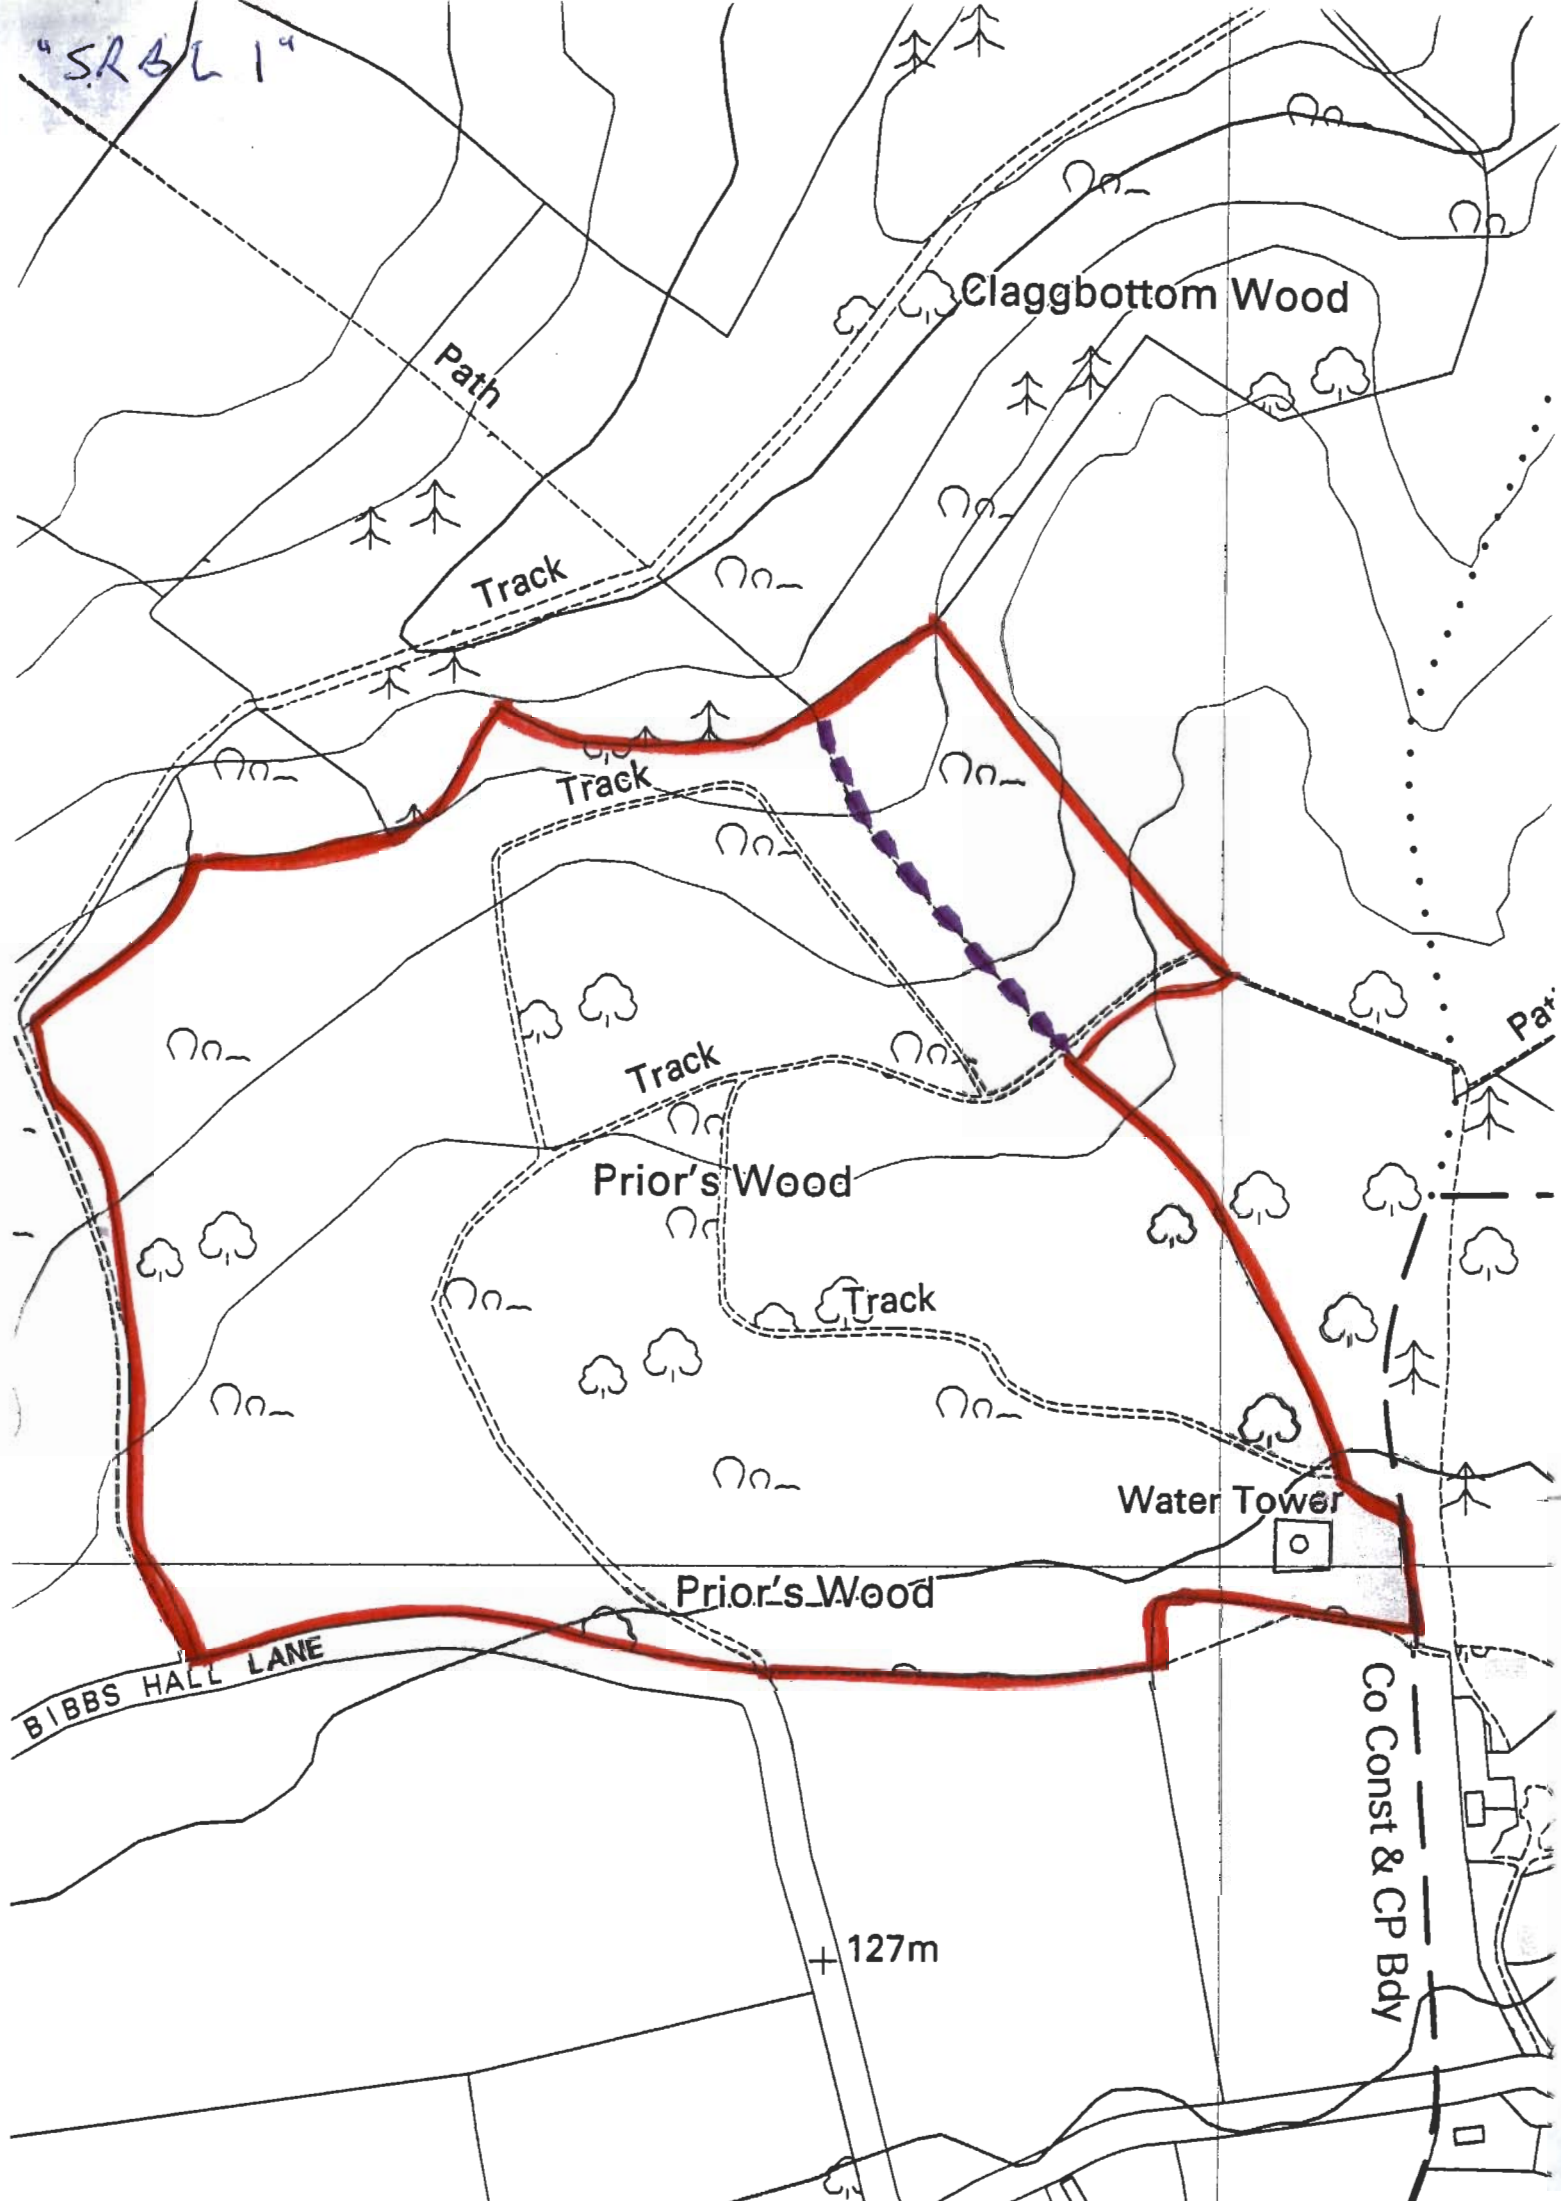 "SRBL 1"
Claggbottom Wood
Path
Track
Track
Track
Pat
Prior's Wood
Track
Water Tower
Prior's Wood
BIBBS HALL LANE
Co Const & CP Bdy
127m